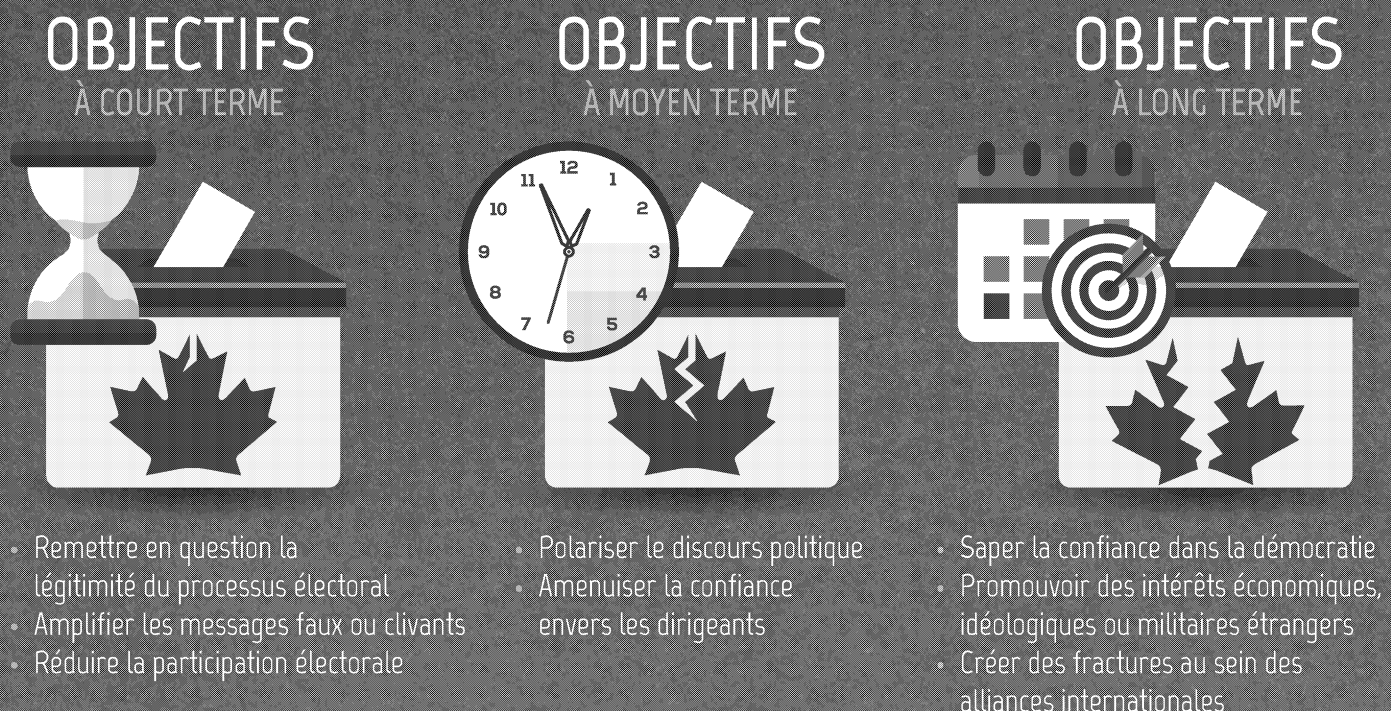 OBJECTIFS
À COURT TERME
Remettre en question la
légitimité du processus électoral
Amplifier les messages faux ou clivants
Réduire la participation électorale
OBJECTIFS
À MOYEN TERME
12
1
2
3
4
5
6
7
8
9
10
11
Polariser le discours politique
Amenuiser la confiance
envers les dirigeants
OBJECTIFS
À LONG TERME
Saper la confiance dans la démocratie
Promouvoir des intérêts économiques,
idéologiques ou militaires étrangers
Créer des fractures au sein des
alliances internationales